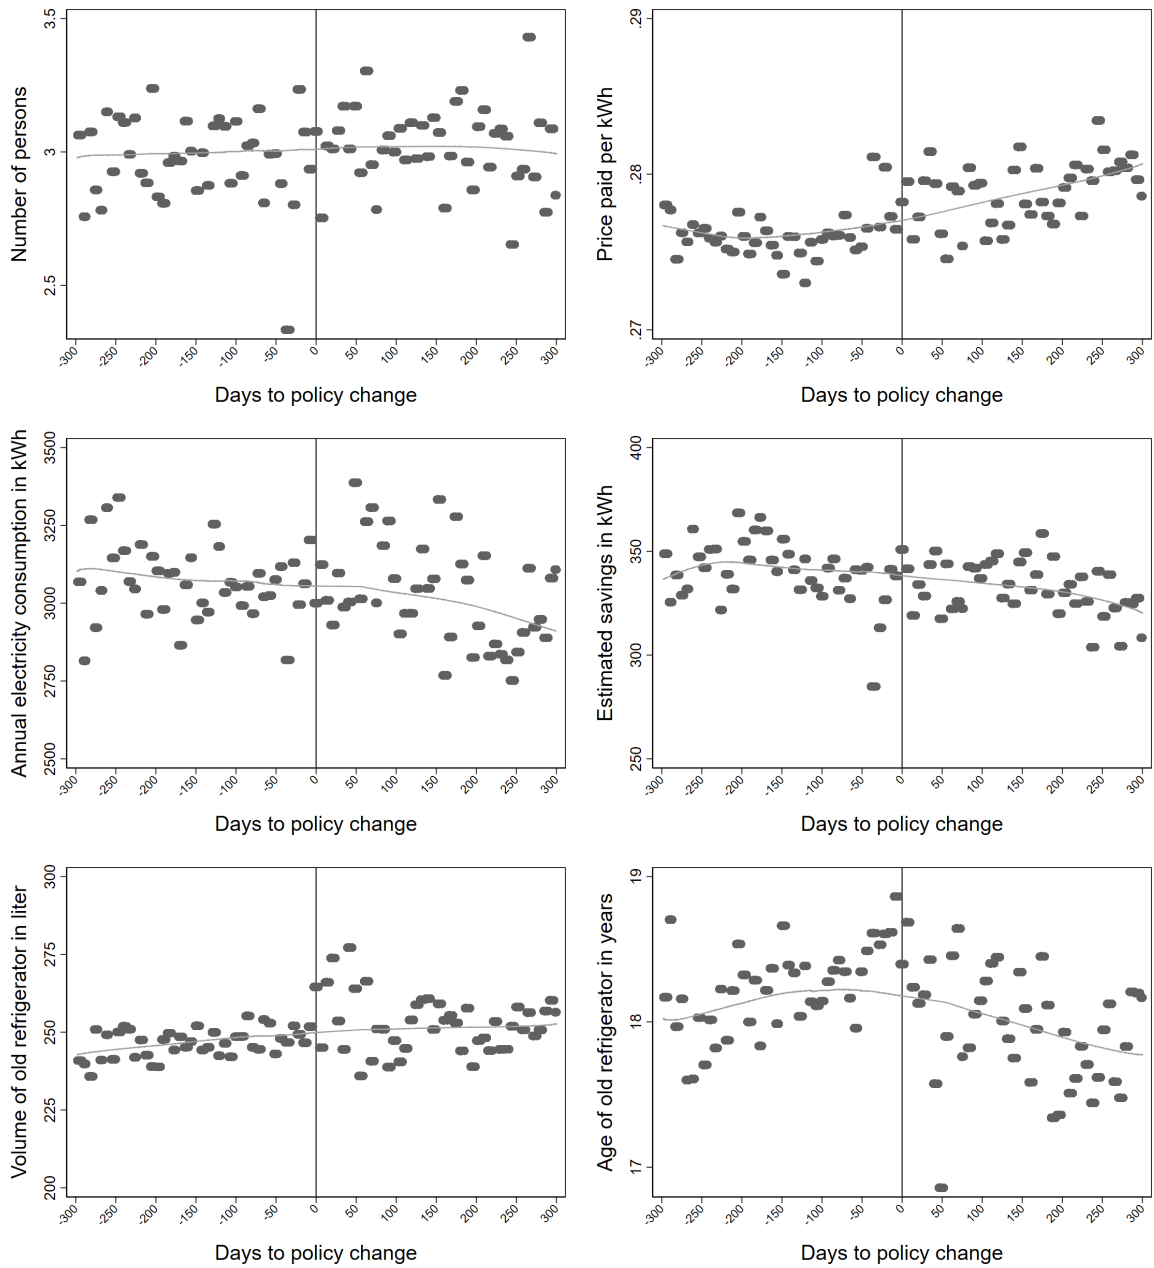 Number of persons
3.5
3
2.5
-300 -250 -200 -150 -100 -50 0 50 100 150 200 250 300
Days to policy change
Price paid per kWh
.29
.28
.27
-300 -250 -200 -150 -100 -50 0 50 100 150 200 250 300
Days to policy change
Annual electricity consumption in kWh
3500
3250
3000
2750
2500
-300 -250 -200 -150 -100 -50 0 50 100 150 200 250 300
Days to policy change
Estimated savings in kWh
400
350
300
250
-300 -250 -200 -150 -100 -50 0 50 100 150 200 250 300
Days to policy change
Volume of old refrigerator in liter
300
275
250
225
200
-300 -250 -200 -150 -100 -50 0 50 100 150 200 250 300
Days to policy change
Age of old refrigerator in years
19
18
17
-300 -250 -200 -150 -100 -50 0 50 100 150 200 250 300
Days to policy change